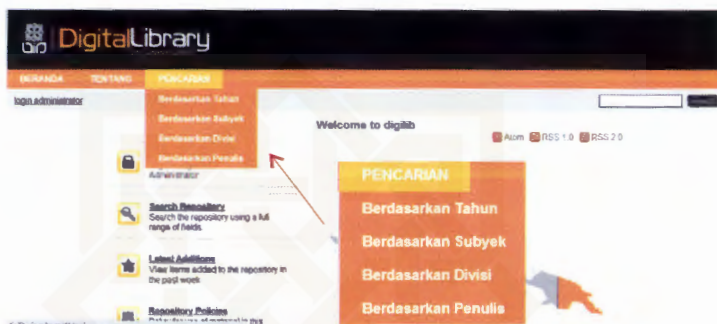 DigitalLibrary
BERANDA TENTANG PENCARIAN
login administrator
Berdasarkan Tahun
Berdasarkan Subyek
Berdasarkan Divisi
Berdasarkan Penulis
Welcome to digilib
Atom RSS 1.0 RSS 2.0
Administrator
Search Repository
Search the repository using a full
range of fields.
Latest Additions
View items added to the repository in
the past week.
Repository Policies
PENCARIAN
Berdasarkan Tahun
Berdasarkan Subyek
Berdasarkan Divisi
Berdasarkan Penulis